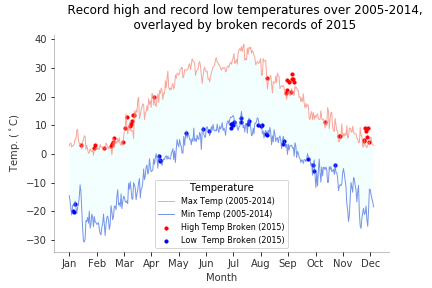 Record high and record low temperatures over 2005-2014,
overlayed by broken records of 2015
Temp. (°C)
40
30
20
10
0
−10
−20
−30
Temperature
Max Temp (2005-2014)
Min Temp (2005-2014)
High Temp Broken (2015)
Low Temp Broken (2015)
Jan Feb Mar Apr May Jun Jul Aug Sep Oct Nov Dec
Month